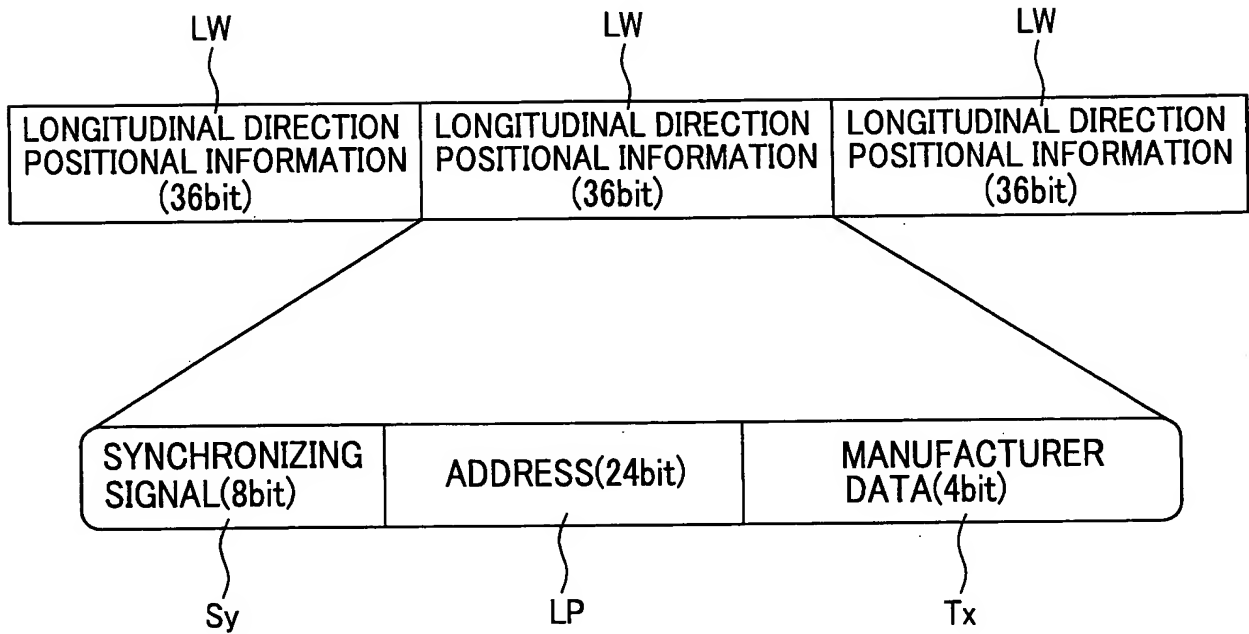 LW
LW
LW
LONGITUDINAL DIRECTION
POSITIONAL INFORMATION
(36bit)
LONGITUDINAL DIRECTION
POSITIONAL INFORMATION
(36bit)
LONGITUDINAL DIRECTION
POSITIONAL INFORMATION
(36bit)
SYNCHRONIZING
SIGNAL(8bit)
ADDRESS(24bit)
MANUFACTURER
DATA(4bit)
Sy
LP
Tx